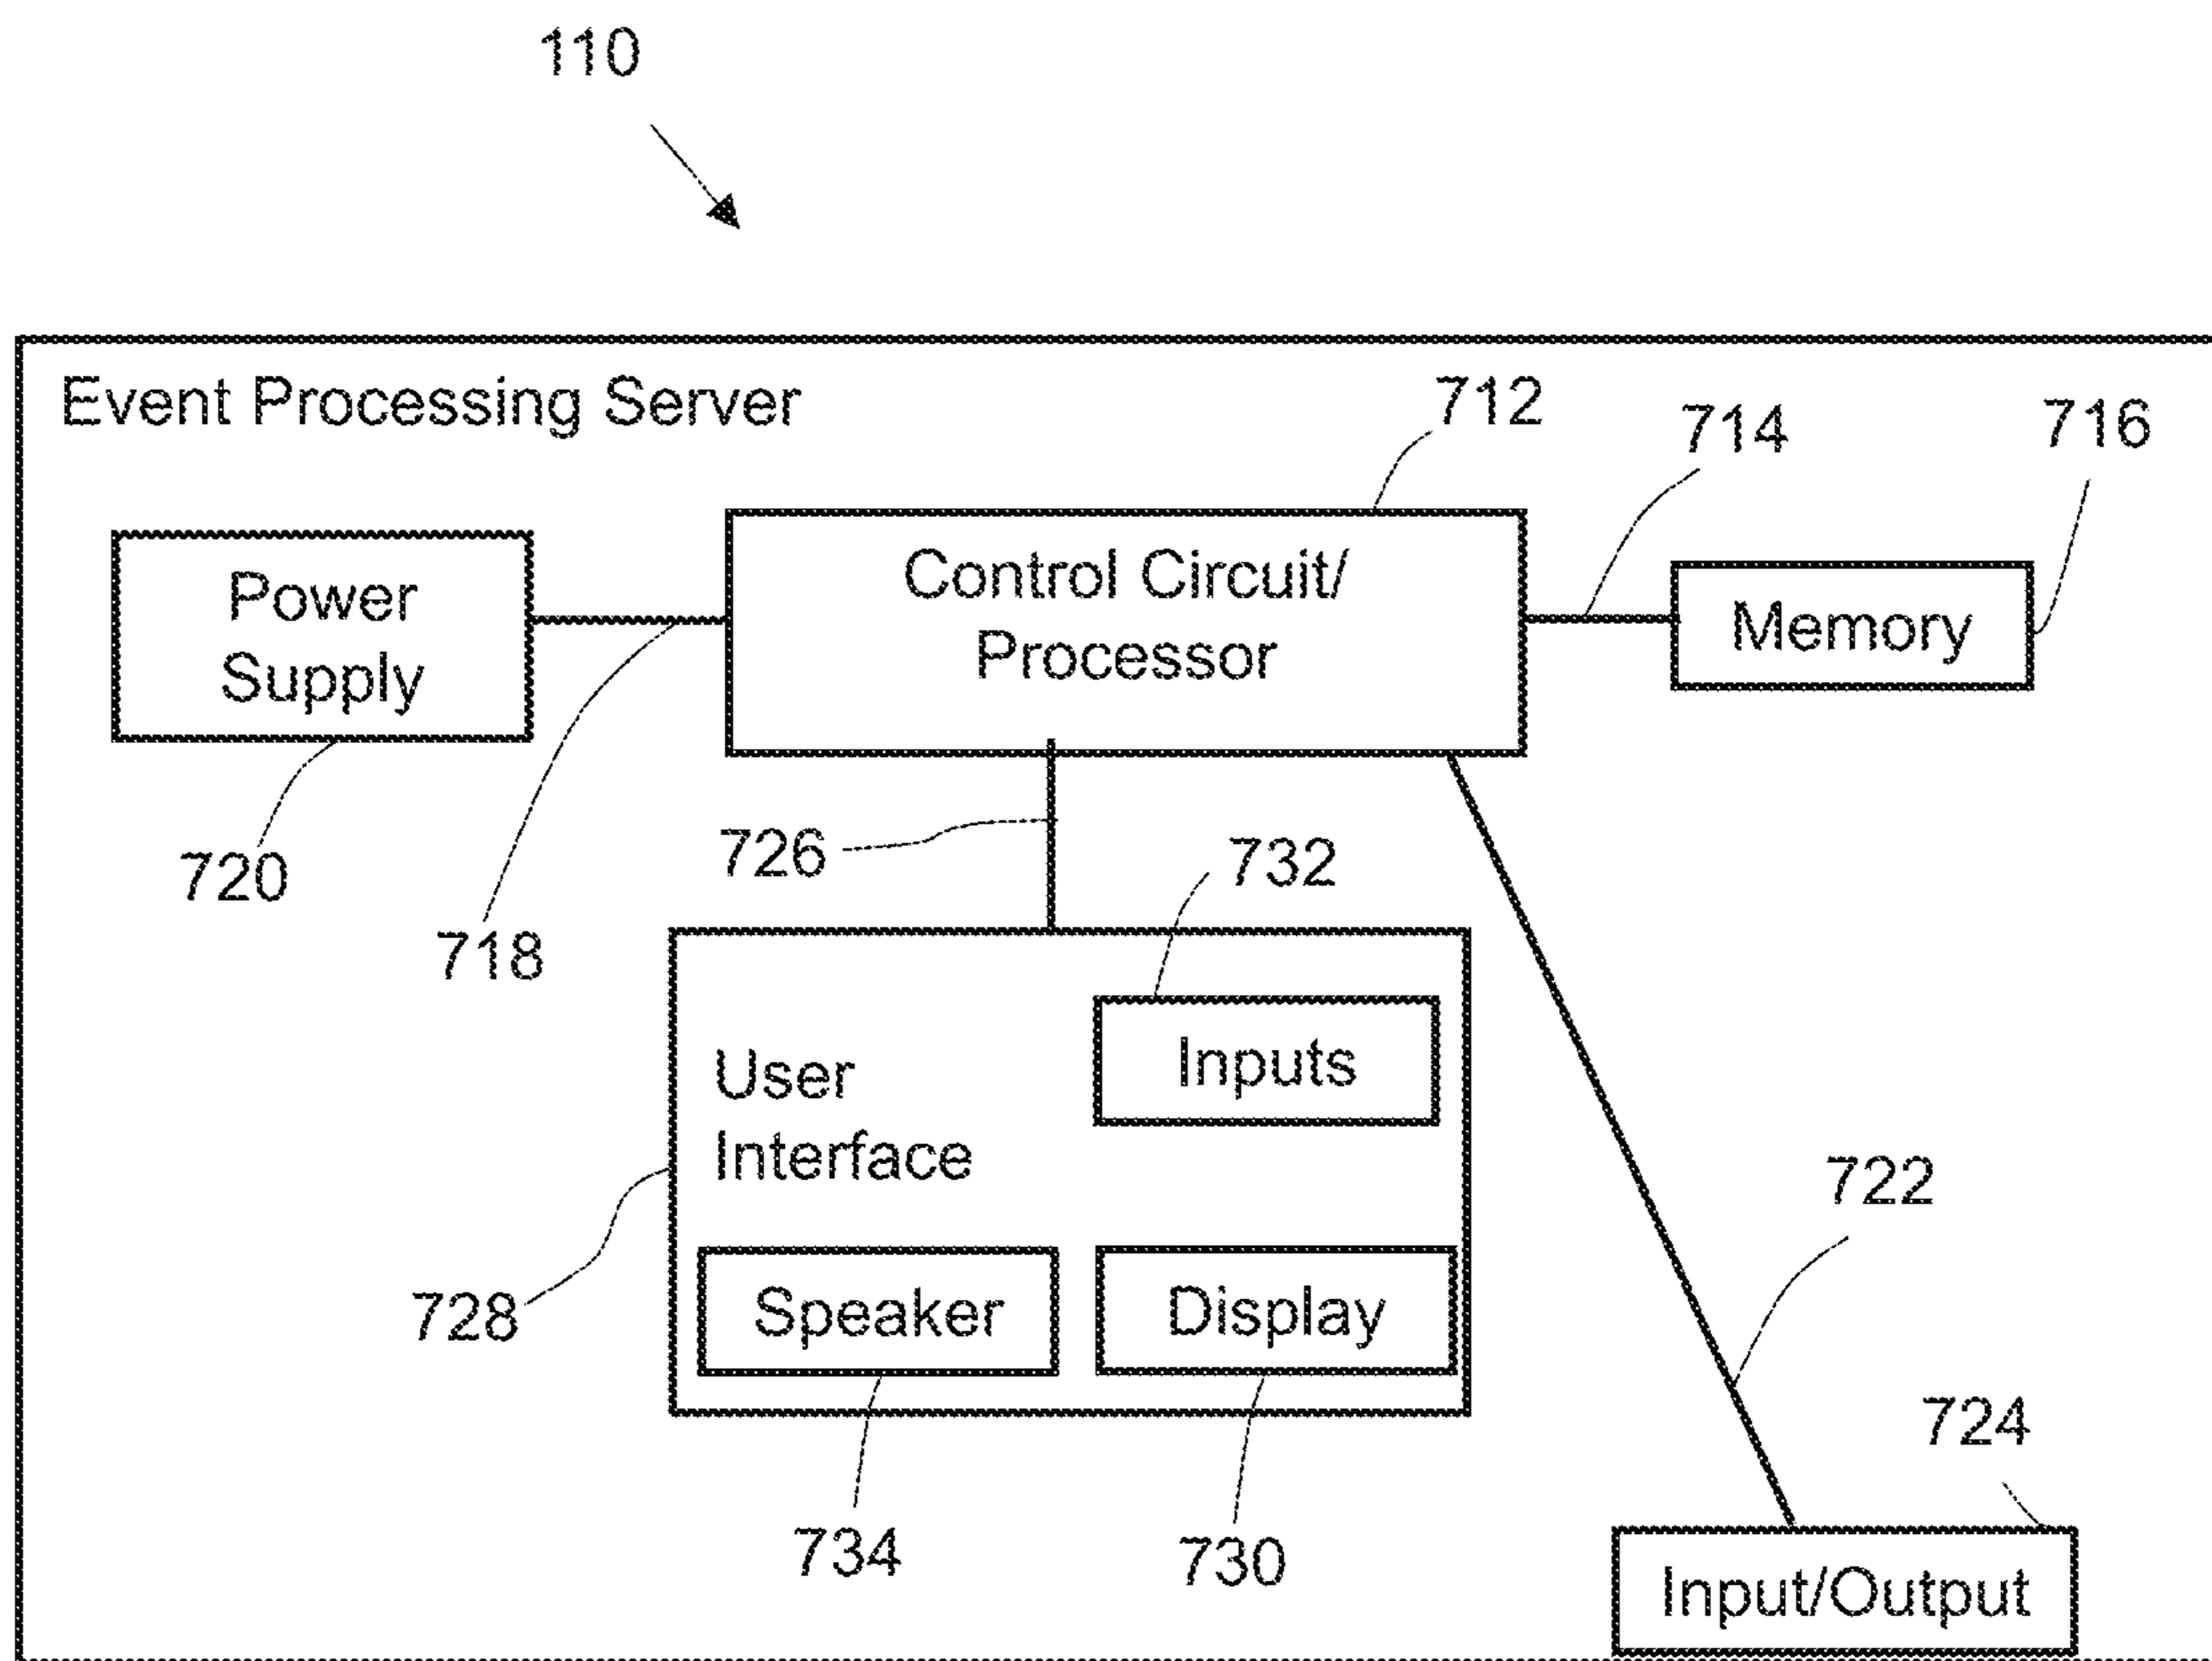 110
Event Processing Server
712
714
716
Power
Supply
Control Circuit/
Processor
Memory
720
718
726
732
User
Interface
Inputs
722
728
Speaker
Display
724
734
730
Input/Output